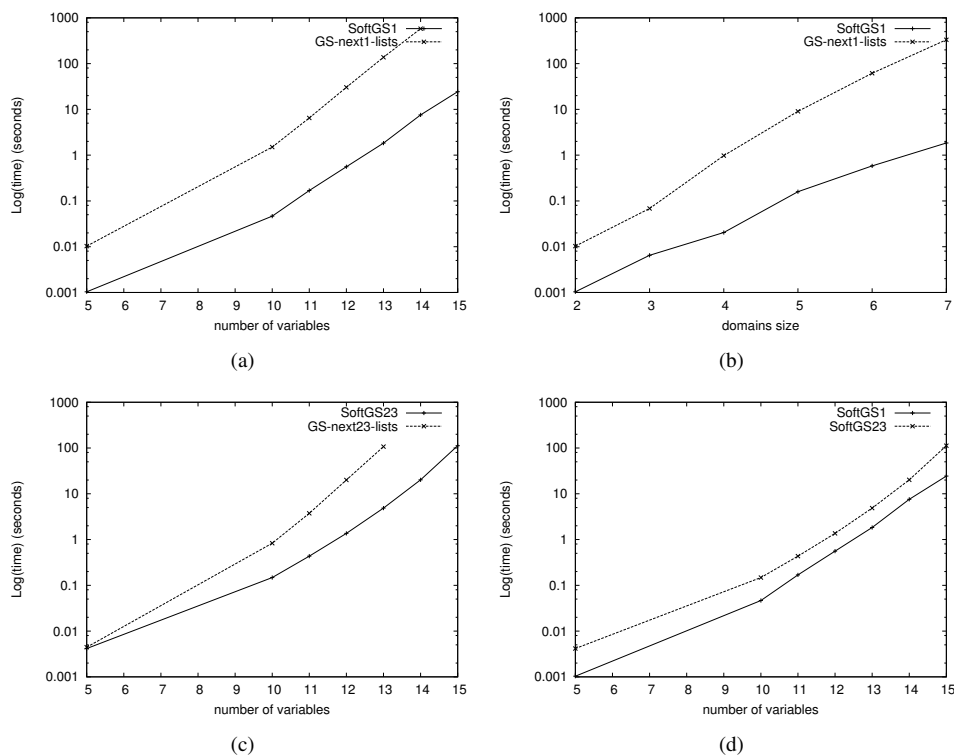 1000
100
10
1
0.1
0.01
0.001
Log(time) (seconds)
SoftGS1
GS-next1-lists
5 6 7 8 9 10 11 12 13 14 15
number of variables
(a)
1000
100
10
1
0.1
0.01
0.001
Log(time) (seconds)
SoftGS1
GS-next1-lists
2 3 4 5 6 7
domains size
(b)
1000
100
10
1
0.1
0.01
0.001
Log(time) (seconds)
SoftGS23
GS-next23-lists
5 6 7 8 9 10 11 12 13 14 15
number of variables
(c)
1000
100
10
1
0.1
0.01
0.001
Log(time) (seconds)
SoftGS1
SoftGS23
5 6 7 8 9 10 11 12 13 14 15
number of variables
(d)